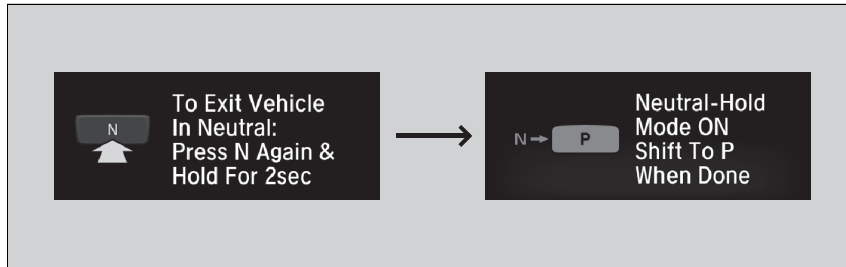 N
To Exit Vehicle
In Neutral:
Press N Again &
Hold For 2sec
N P
Neutral-Hold
Mode ON
Shift To P
When Done